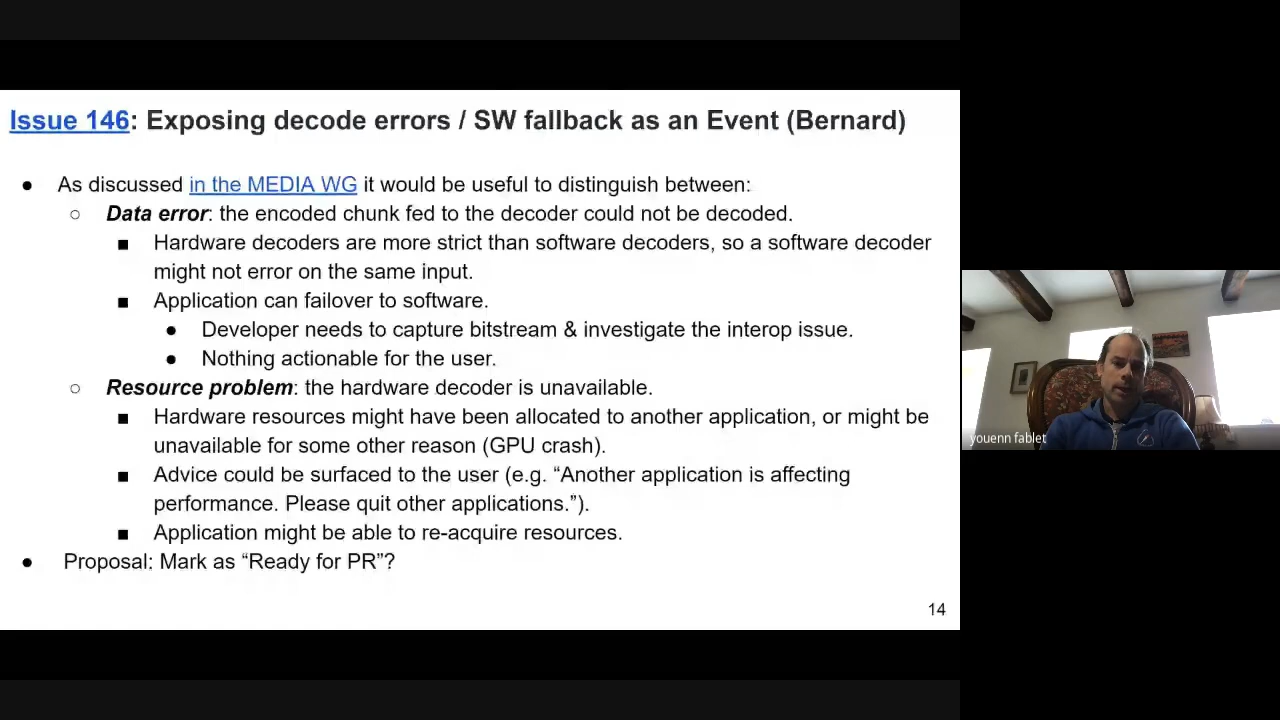 Issue 146: Exposing decode errors / SW fallback as an Event (Bernard)
● As discussed in the MEDIA WG it would be useful to distinguish between:
○ Data error: the encoded chunk fed to the decoder could not be decoded.
■ Hardware decoders are more strict than software decoders, so a software decoder
might not error on the same input.
■ Application can failover to software.
● Developer needs to capture bitstream & investigate the interop issue.
● Nothing actionable for the user.
○ Resource problem: the hardware decoder is unavailable.
■ Hardware resources might have been allocated to another application, or might be
unavailable for some other reason (GPU crash).
■ Advice could be surfaced to the user (e.g. “Another application is affecting
performance. Please quit other applications.”).
■ Application might be able to re-acquire resources.
● Proposal: Mark as “Ready for PR”?
14
youenn fablet